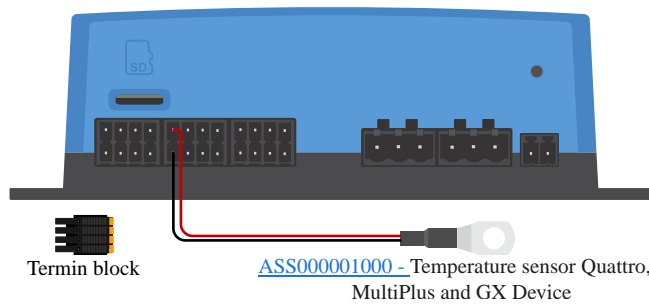 SD
Termin block
ASS000001000 - Temperature sensor Quattro,
MultiPlus and GX Device